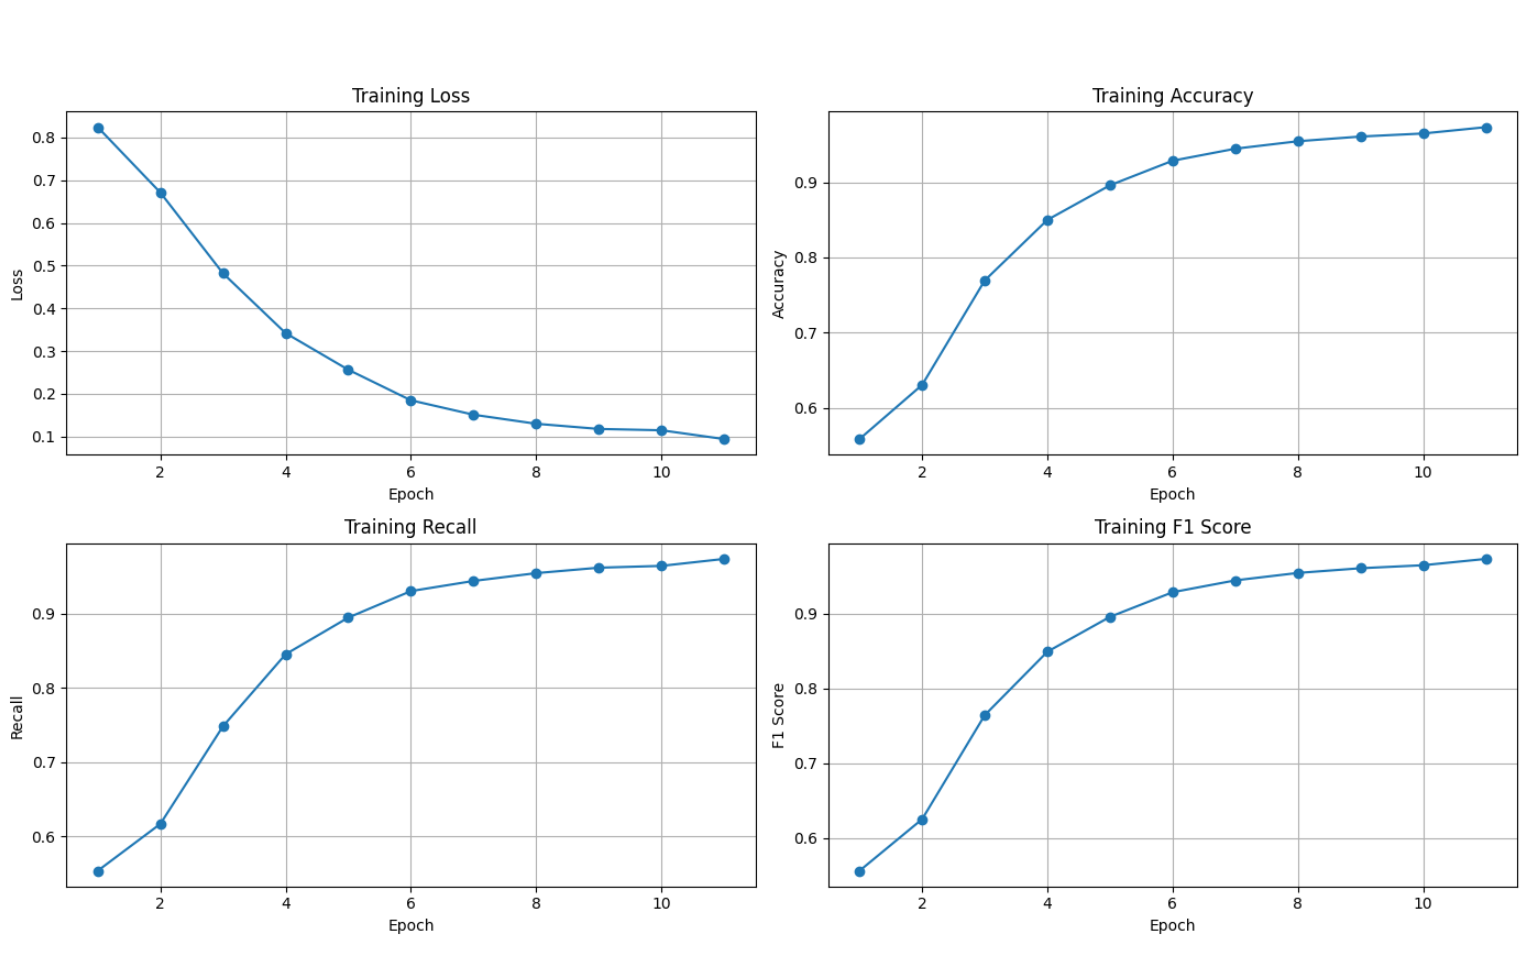 Training Loss
Loss
0.8
0.7
0.6
0.5
0.4
0.3
0.2
0.1
2 4 6 8 10
Epoch
Training Accuracy
Accuracy
0.9
0.8
0.7
0.6
2 4 6 8 10
Epoch
Training Recall
Recall
0.9
0.8
0.7
0.6
2 4 6 8 10
Epoch
Training F1 Score
F1 Score
0.9
0.8
0.7
0.6
2 4 6 8 10
Epoch